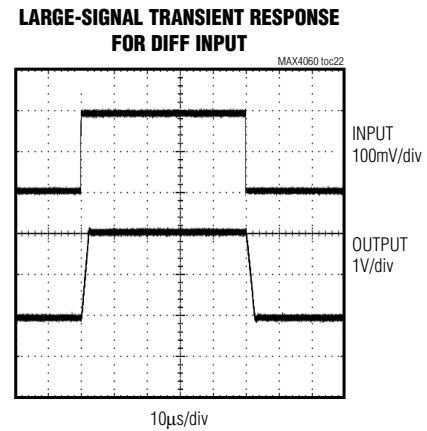 LARGE-SIGNAL TRANSIENT RESPONSE
FOR DIFF INPUT
MAX4060 toc22
INPUT
100mV/div
OUTPUT
1V/div
10μs/div